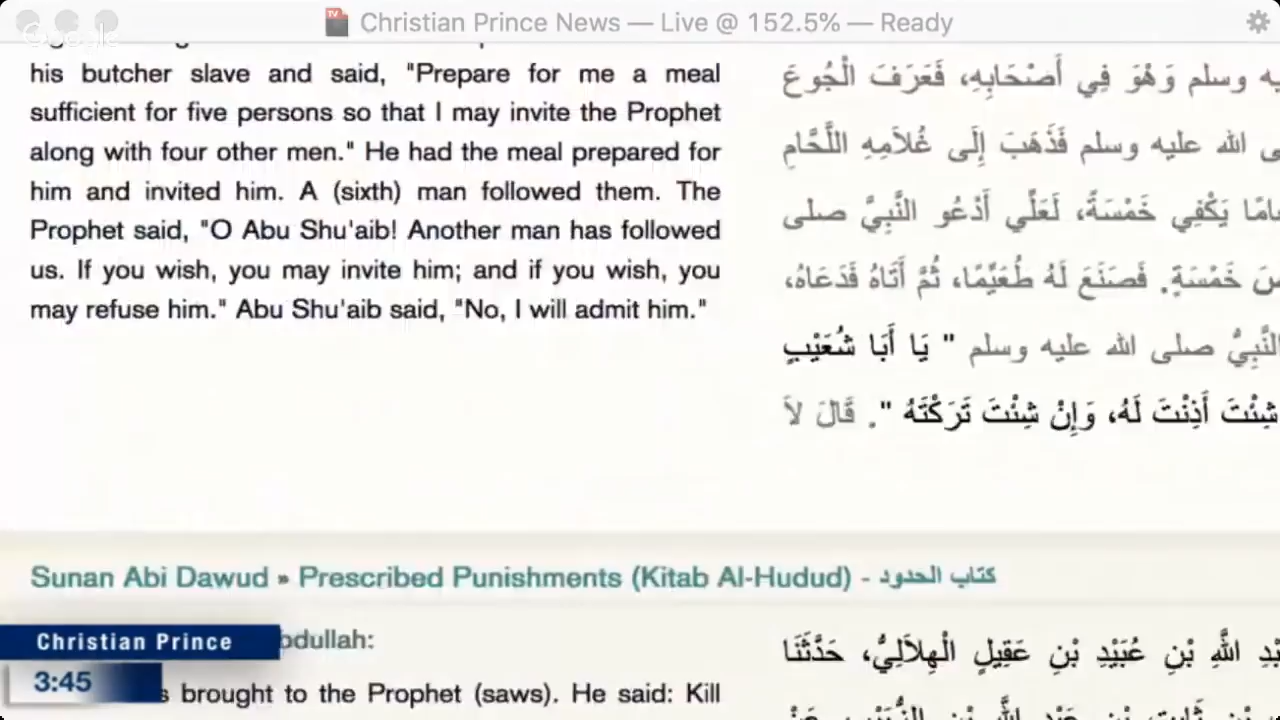 Christian Prince News — Live @ 152.5% — Ready
Google
his butcher slave and said, "Prepare for me a meal
sufficient for five persons so that I may invite the Prophet
along with four other men." He had the meal prepared for
him and invited him. A (sixth) man followed them. The
Prophet said, "O Abu Shu'aib! Another man has followed
us. If you wish, you may invite him; and if you wish, you
may refuse him." Abu Shu'aib said, "No, I will admit him."
يه وسلم وَهْوَ فِي أَصْحَابِهِ، فَعَرَفَ الْجُوعَ
ى الله عليه وسلم فَذَهَبَ إِلَى غُلاَمِهِ اللَّحَّامِ
امًا يَكْفِي خَمْسَةً، لَعَلِّي أَدْعُو النَّبِيَّ صلى
سَ خَمْسَةٍ. فَصَنَعَ لَهُ طُعَيِّمًا، ثُمَّ أَتَاهُ فَدَعَاهُ،
النَّبِيُّ صلى الله عليه وسلم " يَا أَبَا شُعَيْبٍ
شِئْتَ أَذِنْتَ لَهُ، وَإِنْ شِئْتَ تَرَكْتَهُ ". قَالَ لاَ
Sunan Abi Dawud » Prescribed Punishments (Kitab Al-Hudud) - كتاب الحدود
bdullah:
s brought to the Prophet (saws). He said: Kill
بْدِ اللَّهِ بْنِ عُبَيْدِ بْنِ عَقِيلٍ الْهِلاَلِيُّ، حَدَّثَنَا
Christian Prince
3:45